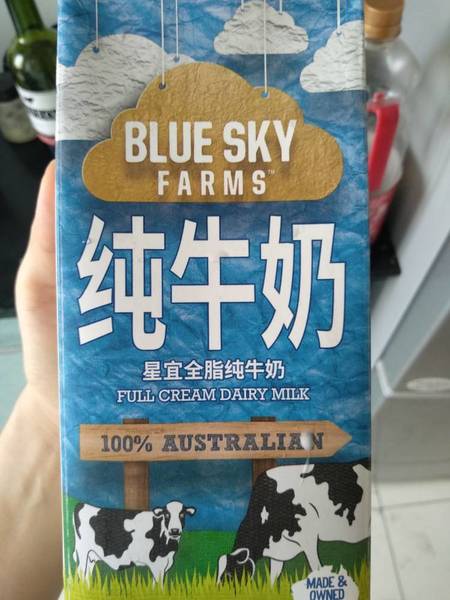 BLUE SKY
FARMS™
纯牛奶
星宜全脂纯牛奶
FULL CREAM DAIRY MILK
100% AUSTRALIAN
MADE &
OWNED